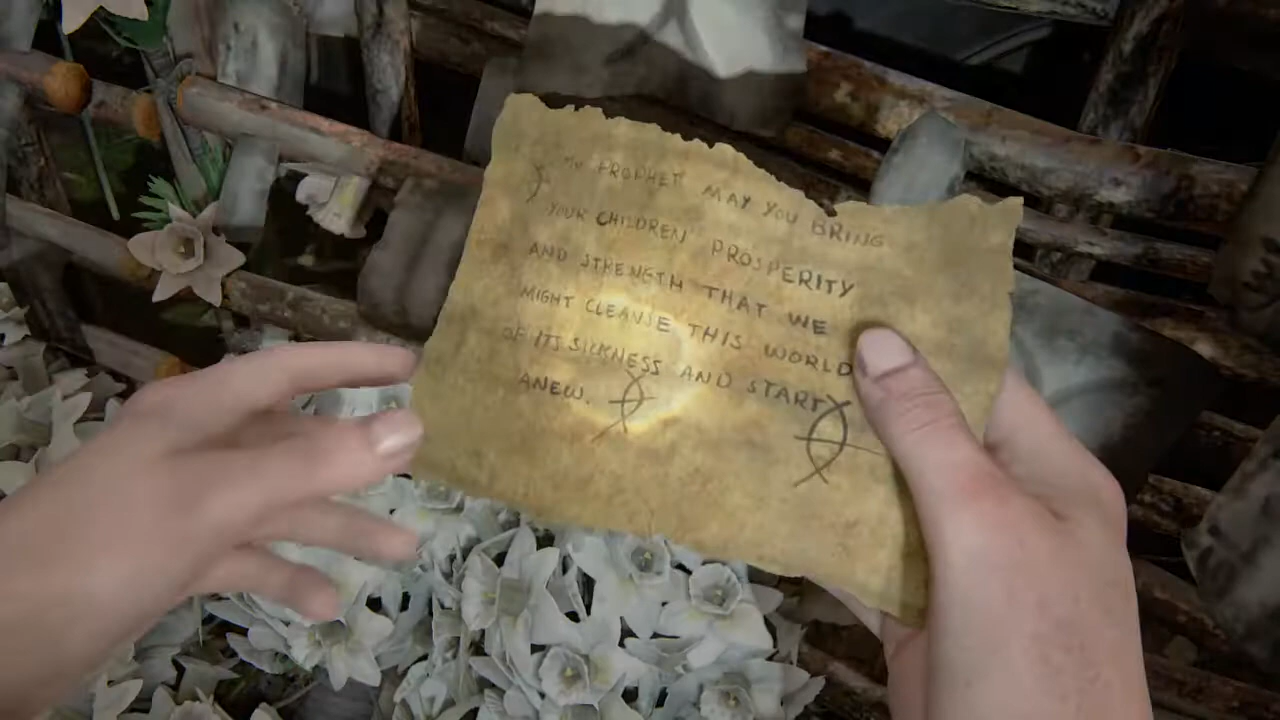 MY PROPHET MAY YOU BRING
YOUR CHILDREN PROSPERITY
AND STRENGTH THAT WE
MIGHT CLEANSE THIS WORLD
OF ITS SICKNESS AND START
ANEW.